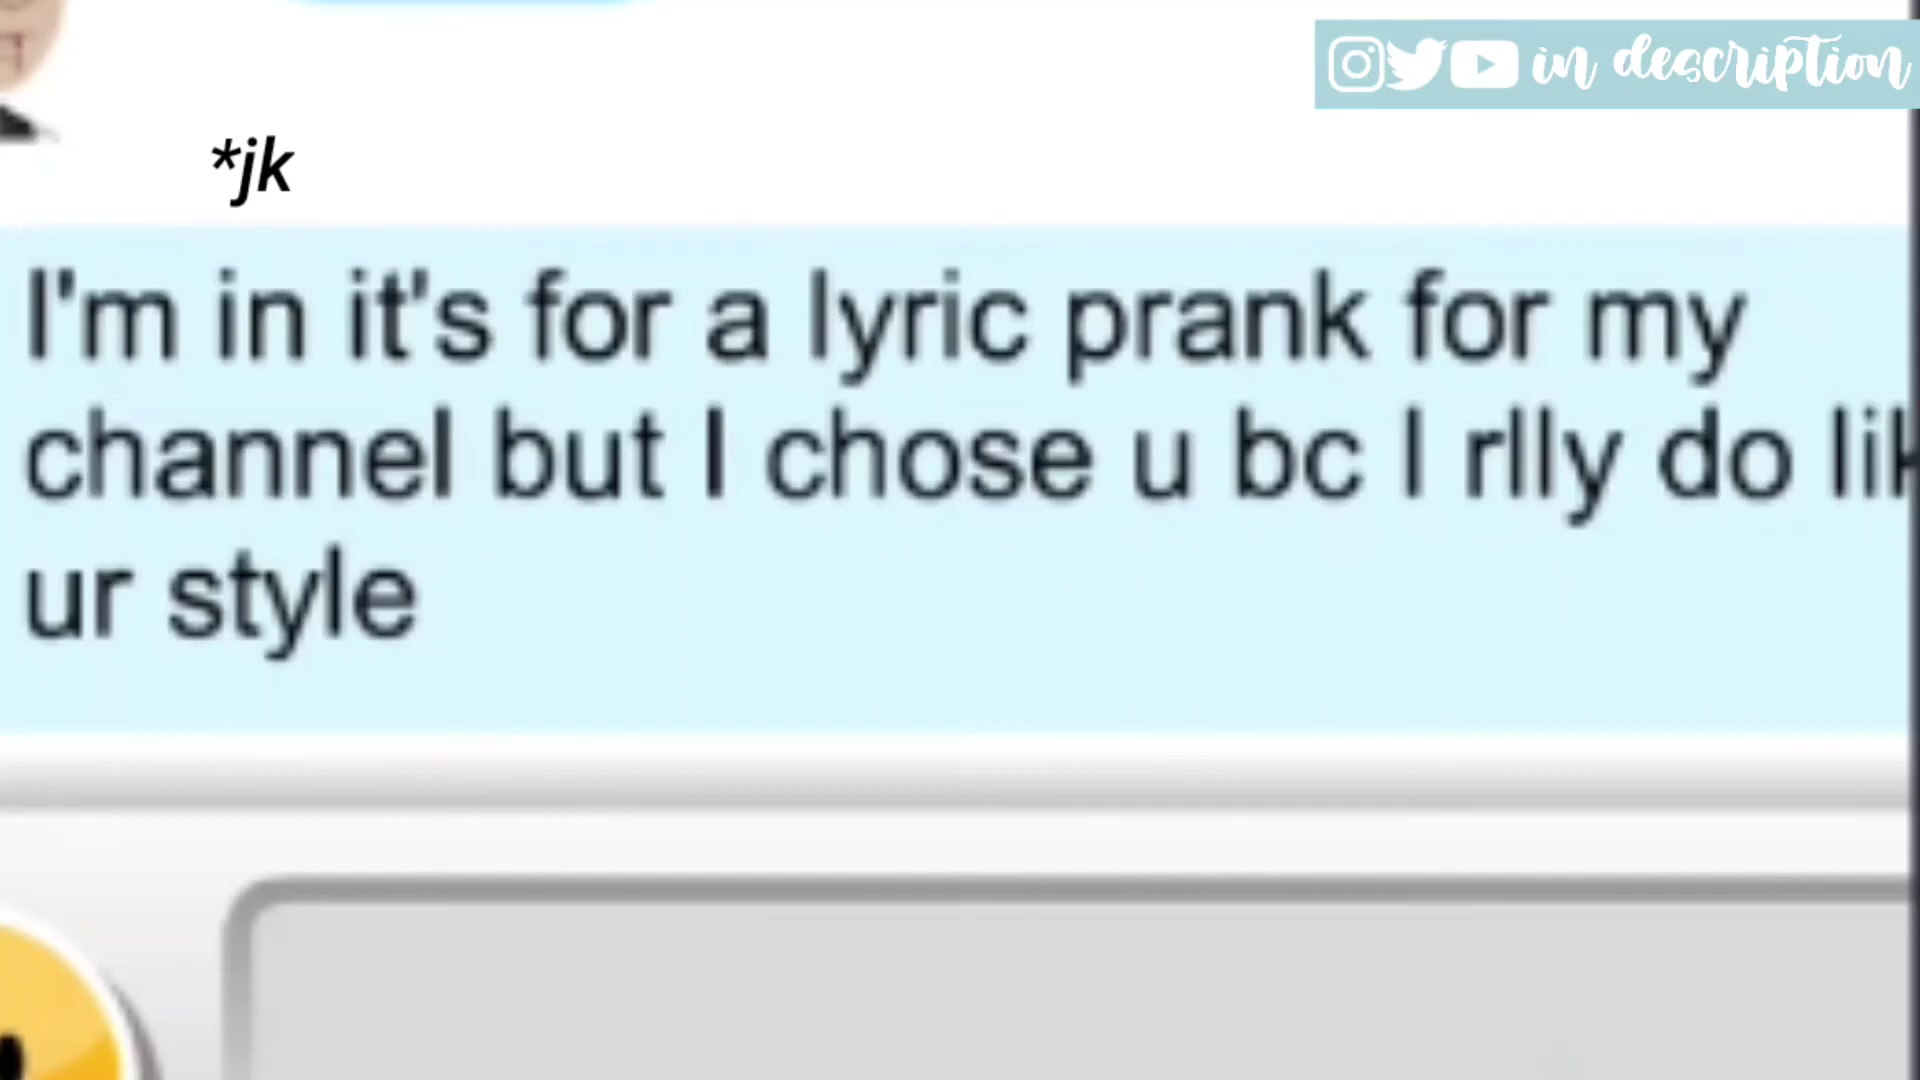 in description
*jk
I'm in it's for a lyric prank for my
channel but I chose u bc I rlly do
ur style